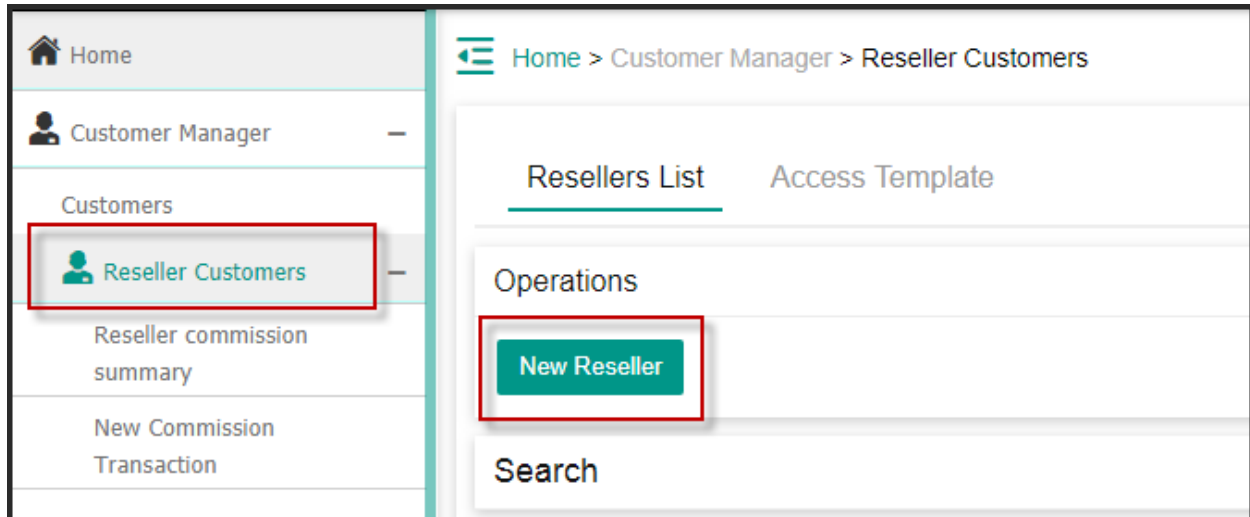 Home
Customer Manager
Customers
Reseller Customers
Reseller commission
summary
New Commission
Transaction
Home > Customer Manager > Reseller Customers
Resellers List Access Template
Operations
New Reseller
Search